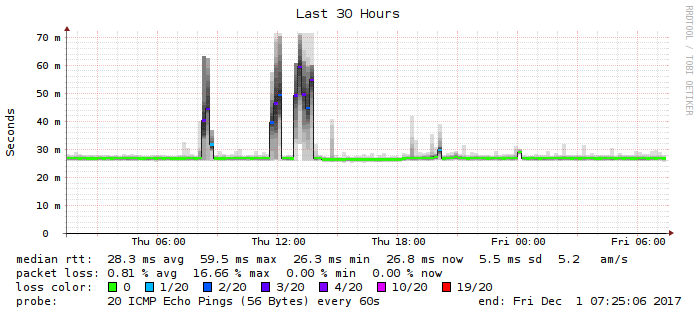 Last 30 Hours
RRDTOOL / TOBI OETIKER
Seconds
70 m
60 m
50 m
40 m
30 m
20 m
10 m
0
Thu 06:00 Thu 12:00 Thu 18:00 Fri 00:00 Fri 06:00
median rtt: 28.3 ms avg 59.5 ms max 26.3 ms min 26.8 ms now 5.5 ms sd 5.2 am/s
packet loss: 0.81 % avg 16.66 % max 0.00 % min 0.00 % now
loss color: 0 1/20 2/20 3/20 4/20 10/20 19/20
probe: 20 ICMP Echo Pings (56 Bytes) every 60s end: Fri Dec 1 07:25:06 2017